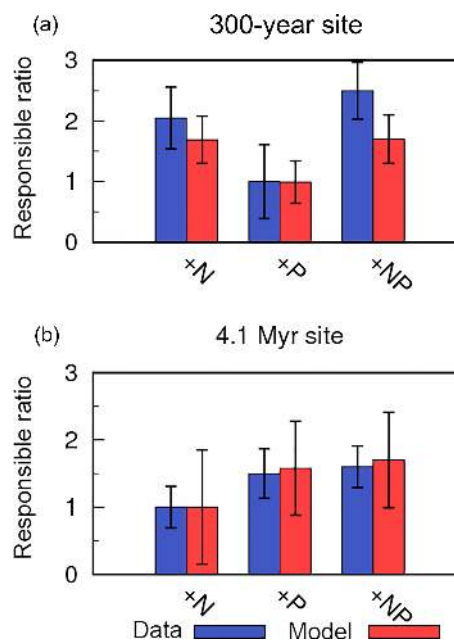 (a) 300-year site
Responsible ratio
3
2
1
0
+N +P +NP
(b) 4.1 Myr site
Responsible ratio
3
2
1
0
+N +P +NP
Data Model